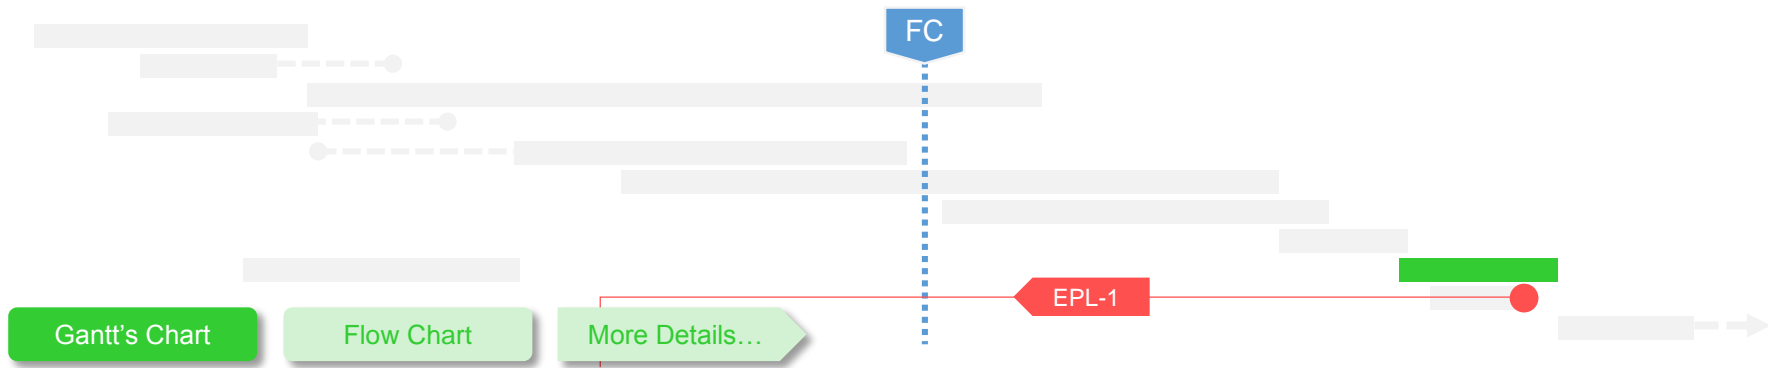 FC
EPL-1
Gantt’s Chart
Flow Chart
More Details…